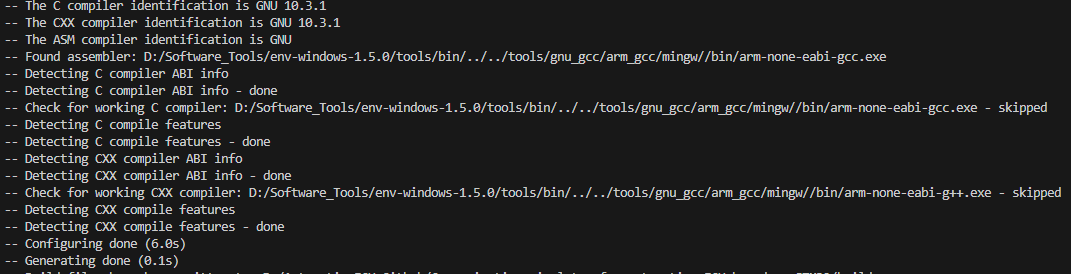 -- The C compiler identification is GNU 10.3.1
-- The CXX compiler identification is GNU 10.3.1
-- The ASM compiler identification is GNU
-- Found assembler: D:/Software_Tools/env-windows-1.5.0/tools/bin/../../tools/gnu_gcc/arm_gcc/mingw//bin/arm-none-eabi-gcc.exe
-- Detecting C compiler ABI info
-- Detecting C compiler ABI info - done
-- Check for working C compiler: D:/Software_Tools/env-windows-1.5.0/tools/bin/../../tools/gnu_gcc/arm_gcc/mingw//bin/arm-none-eabi-gcc.exe - skipped
-- Detecting C compile features
-- Detecting C compile features - done
-- Detecting CXX compiler ABI info
-- Detecting CXX compiler ABI info - done
-- Check for working CXX compiler: D:/Software_Tools/env-windows-1.5.0/tools/bin/../../tools/gnu_gcc/arm_gcc/mingw//bin/arm-none-eabi-g++.exe - skipped
-- Detecting CXX compile features
-- Detecting CXX compile features - done
-- Configuring done (6.0s)
-- Generating done (0.1s)